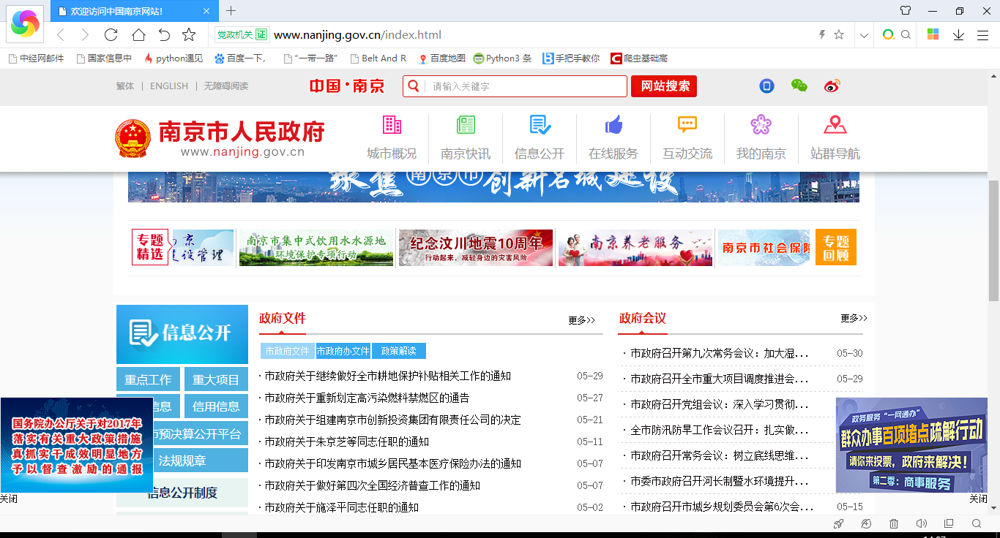 欢迎访问中国南京网站!
党政机关 证 www.nanjing.gov.cn/index.html
中经网邮件 国家信息中 python遇见 百度一下， “一带一路” Belt And R 百度地图 Python3 条 手把手教你 爬虫基础高
繁体 | ENGLISH | 无障碍阅读 中国·南京 请输入关键字 网站搜索
南京市人民政府
www.nanjing.gov.cn
城市概况 南京快讯 信息公开 在线服务 互动交流 我的南京 站群导航
聚焦南京市创新名城建设
专题精选
京
建设管理
南京市集中式饮用水水源地
环境保护专项行动
纪念汶川地震10周年
行动起来，减轻身边的灾害风险
南京养老服务
南京市社会保障
专题回顾
信息公开
重点工作 重大项目
信息 信用信息
市预决算公开平台
法规规章
信息公开制度
政府文件 更多>>
市政府文件 市政府办文件 政策解读
· 市政府关于继续做好全市耕地保护补贴相关工作的通知 05-29
· 市政府关于重新划定高污染燃料禁燃区的通告 05-27
· 市政府关于组建南京市创新投资集团有限责任公司的决定 05-21
· 市政府关于朱京芝等同志任职的通知 05-11
· 市政府关于印发南京市城乡居民基本医疗保险办法的通知 05-07
· 市政府关于做好第四次全国经济普查工作的通知 05-07
· 市政府关于施泽平同志任职的通知 05-02
政府会议 更多>>
· 市政府召开第九次常务会议：加大湿... 05-30
· 市政府召开全市重大项目调度推进会... 05-29
· 市政府召开党组会议：深入学习贯彻...
· 全市防汛防旱工作会议召开：扎实做...
· 市政府召开常务会议：树立底线思维...
· 市委市政府召开河长制暨水环境提升...
· 市政府召开市城乡规划委员会第6次会... 05-15
国务院办公厅关于对2017年
落实有关重大政策措施
真抓实干成效明显地方
予以督查激励的通报
关闭
政务服务“一网通办”
群众办事百项堵点疏解行动
请你来投票，政府来解决！
第二季：商事服务
关闭